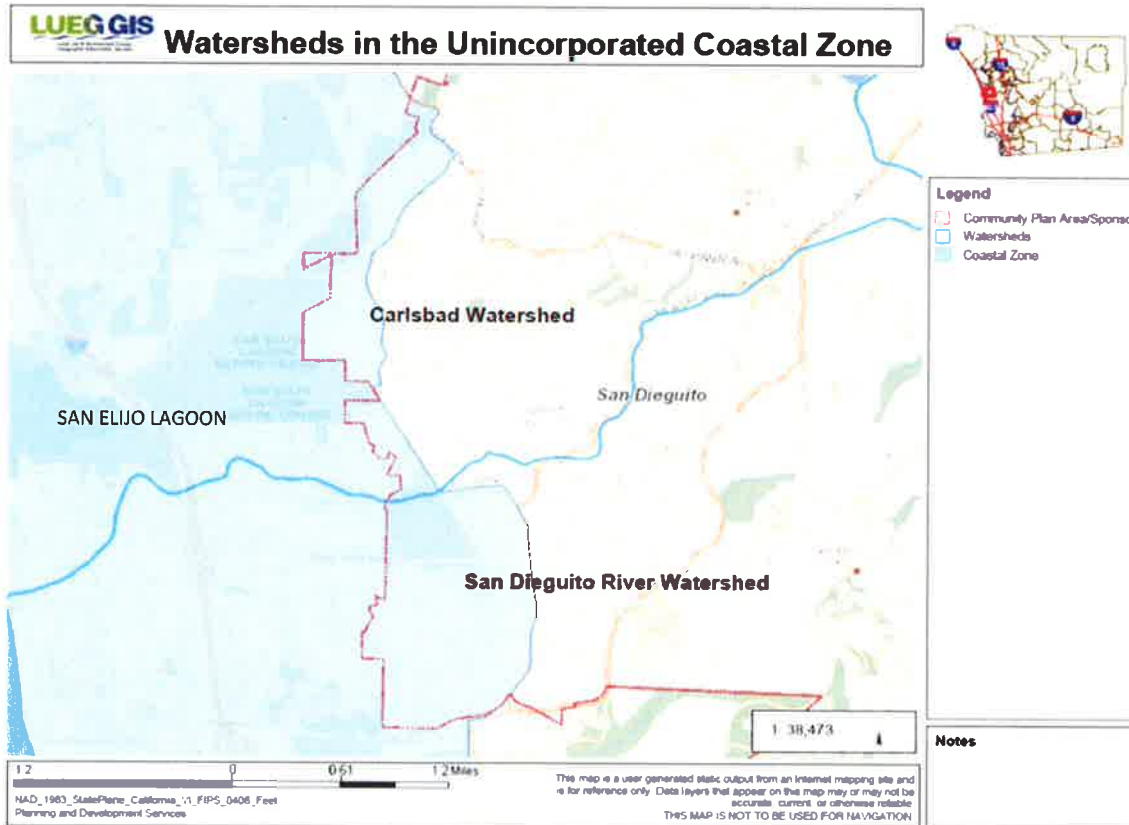 LUEGGIS
Watersheds in the Unincorporated Coastal Zone
Carlsbad Watershed
San Dieguito
SAN ELIJO LAGOON
San Dieguito River Watershed
1: 38,473
Legend
Community Plan Area/Sponso
Watersheds
Coastal Zone
Notes
1.2 0 0.61 1.2 Miles
NAD_1983_StatePlane_California_VI_FIPS_0406_Feet
Planning and Development Services
This map is a user generated static output from an Internet mapping site and
is for reference only. Data layers that appear on this map may or may not be
accurate, current, or otherwise reliable.
THIS MAP IS NOT TO BE USED FOR NAVIGATION